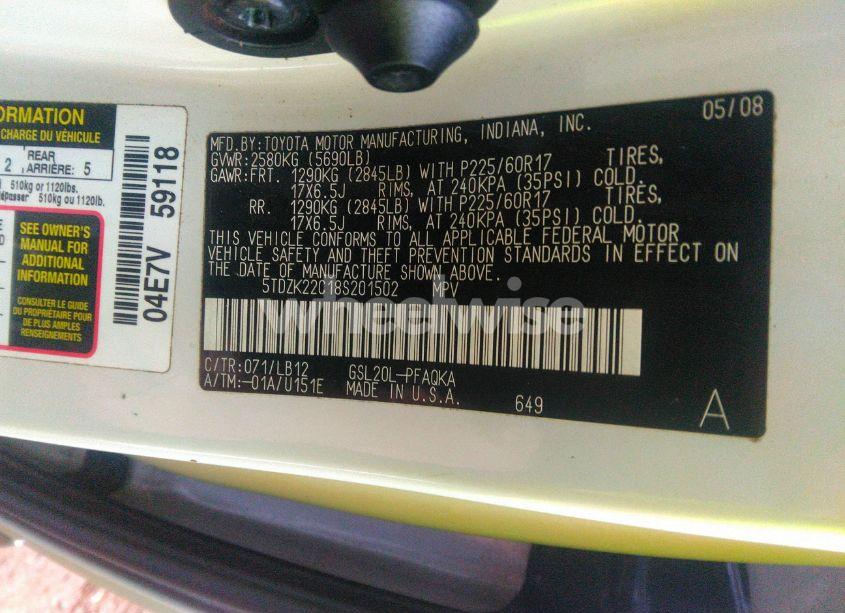 ORMATION
CHARGE DU VÉHICULE
2 REAR ARRIÈRE: 5
510kg or 1120lbs.
dépasser 510kg ou 1120lbs
SEE OWNER'S
MANUAL FOR
ADDITIONAL
INFORMATION
VOIR LE GUIDE
DU PROPRIÉTAIRE POUR
DE PLUS AMPLES
RENSEIGNEMENTS
04E7V 59118
05/08
MFD.BY:TOYOTA MOTOR MANUFACTURING, INDIANA, INC.
GVWR:2580KG (5690LB)
GAWR:FRT. 1290KG (2845LB) WITH P225/60R17 TIRES,
17X6.5J RIMS, AT 240KPA (35PSI) COLD.
RR. 1290KG (2845LB) WITH P225/60R17 TIRES,
17X6.5J RIMS, AT 240KPA (35PSI) COLD.
THIS VEHICLE CONFORMS TO ALL APPLICABLE FEDERAL MOTOR
VEHICLE SAFETY AND THEFT PREVENTION STANDARDS IN EFFECT ON
THE DATE OF MANUFACTURE SHOWN ABOVE.
5TDZK22C18S201502 MPV
wheelwise
C/TR:071/LB12 GSL20L-PFAQKA
A/TM:-01A/U151E MADE IN U.S.A.
649
A